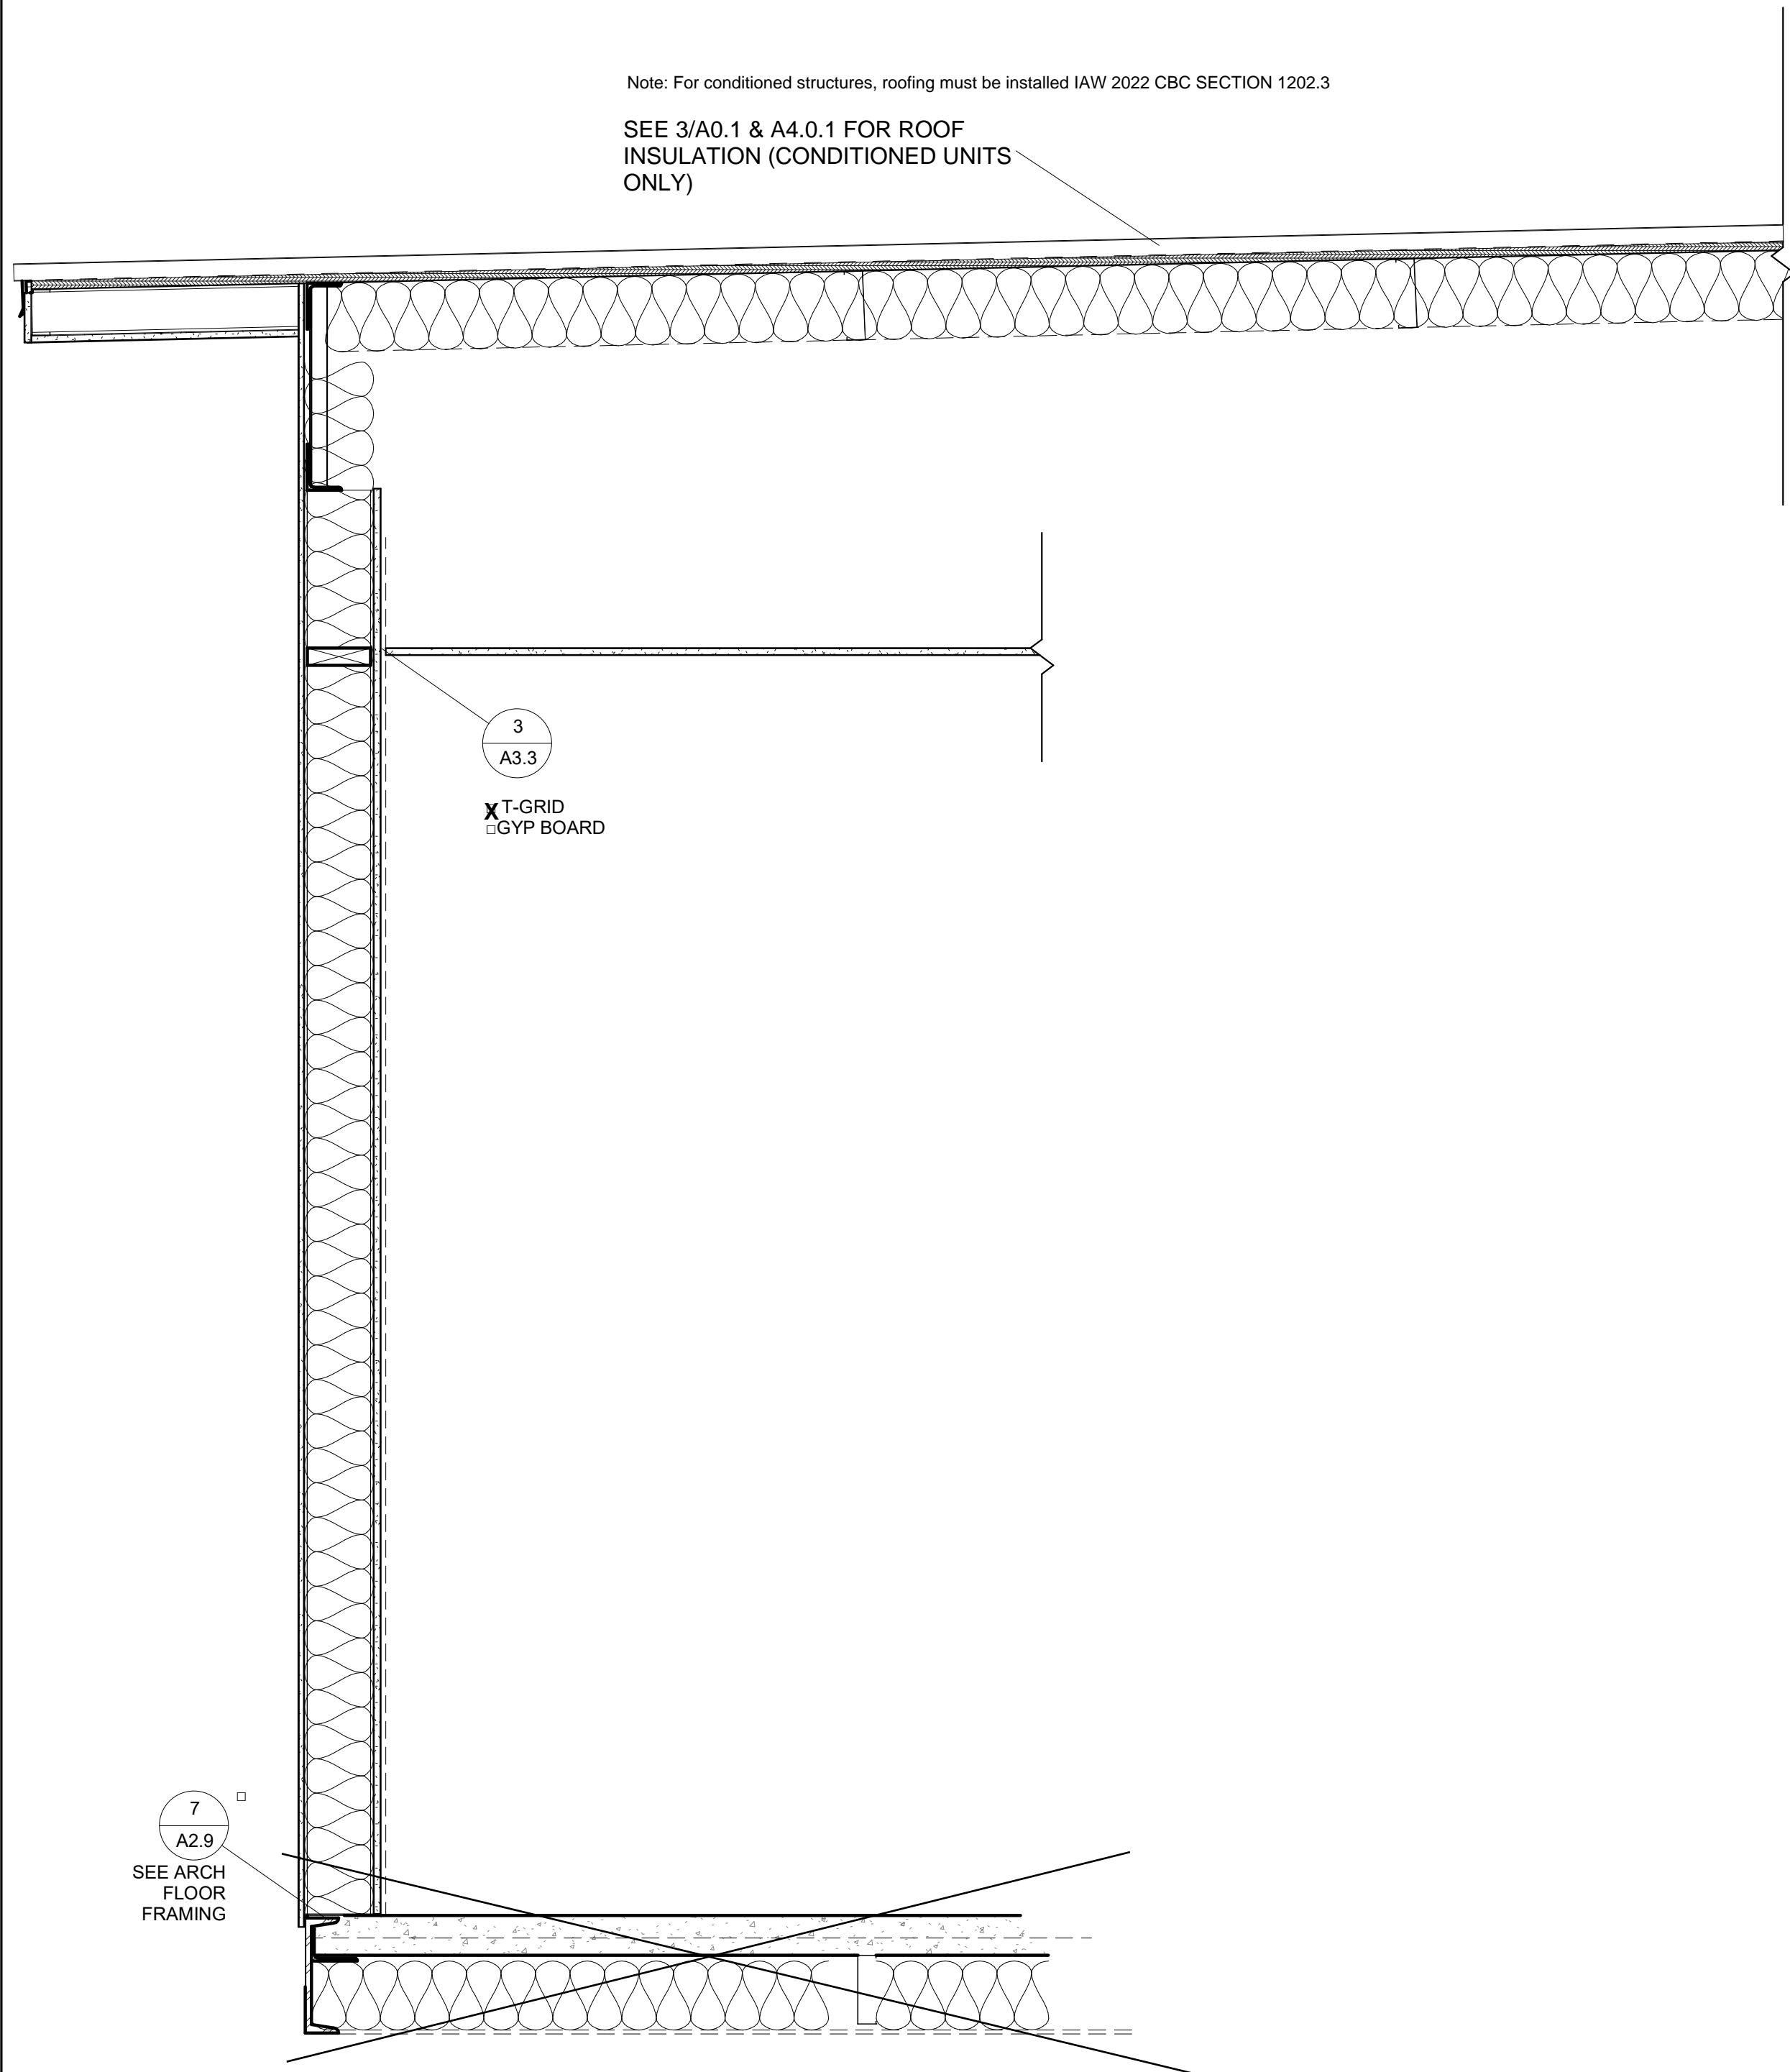 Note: For conditioned structures, roofing must be installed IAW 2022 CBC SECTION 1202.3
SEE 3/A0.1 & A4.0.1 FOR ROOF
INSULATION (CONDITIONED UNITS
ONLY)
3
A3.3
X T-GRID
□GYP BOARD
7
A2.9
□
SEE ARCH
FLOOR
FRAMING